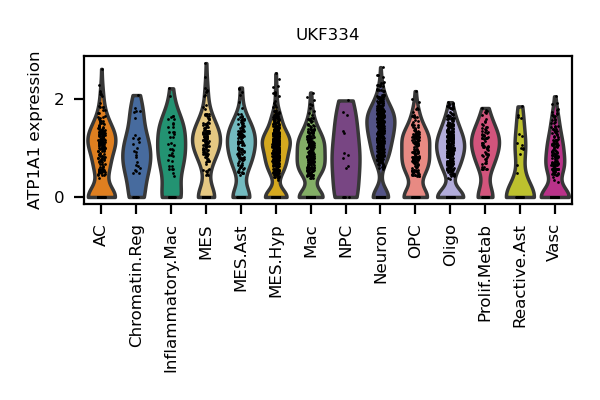 UKF334
ATP1A1 expression
2
0
AC
Chromatin.Reg
Inflammatory.Mac
MES
MES.Ast
MES.Hyp
Mac
NPC
Neuron
OPC
Oligo
Prolif.Metab
Reactive.Ast
Vasc